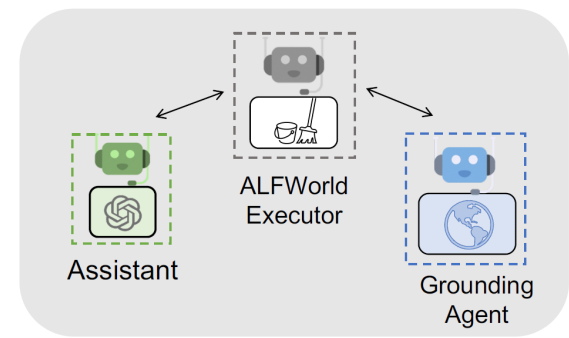 ALFWorld
Executor
Assistant
Grounding
Agent